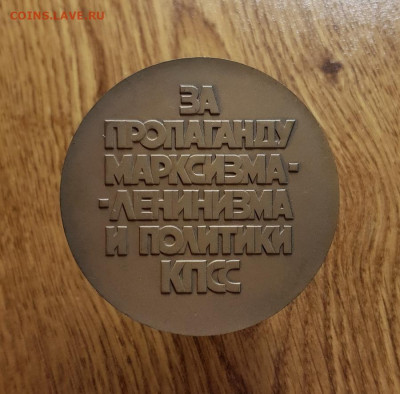 COINS.LAVE.RU
ЗА
ПРОПАГАНДУ
МАРКСИЗМА-
-ЛЕНИНИЗМА
И ПОЛИТИКИ
КПСС